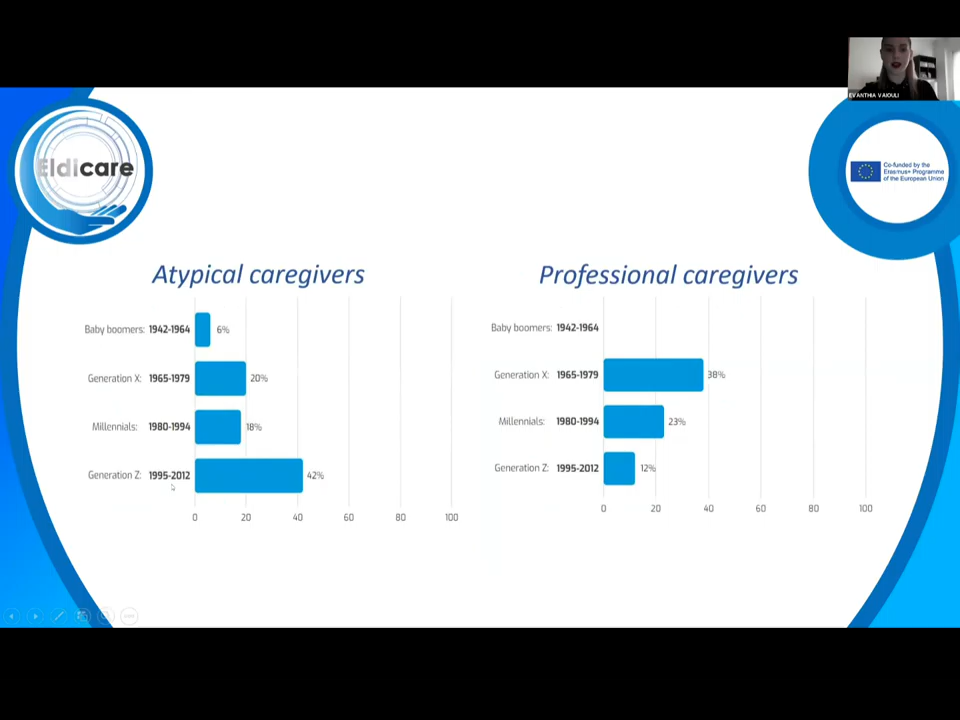 EVANTHIA VAIOULI
Eldicare
Co-funded by the
Erasmus+ Programme
of the European Union
Atypical caregivers
Baby boomers: 1942-1964 6%
Generation X: 1965-1979 20%
Millennials: 1980-1994 18%
Generation Z: 1995-2012 42%
0 20 40 60 80 100
Professional caregivers
Baby boomers: 1942-1964
Generation X: 1965-1979 38%
Millennials: 1980-1994 23%
Generation Z: 1995-2012 12%
0 20 40 60 80 100